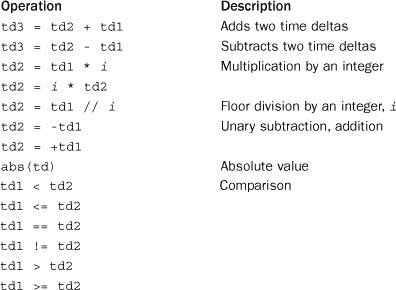 Operation Description
td3 = td2 + td1 Adds two time deltas
td3 = td2 - td1 Subtracts two time deltas
td2 = td1 * i Multiplication by an integer
td2 = i * td2
td2 = td1 // i Floor division by an integer, i
td2 = -td1 Unary subtraction, addition
td2 = +td1
abs(td) Absolute value
td1 < td2 Comparison
td1 <= td2
td1 == td2
td1 != td2
td1 > td2
td1 >= td2